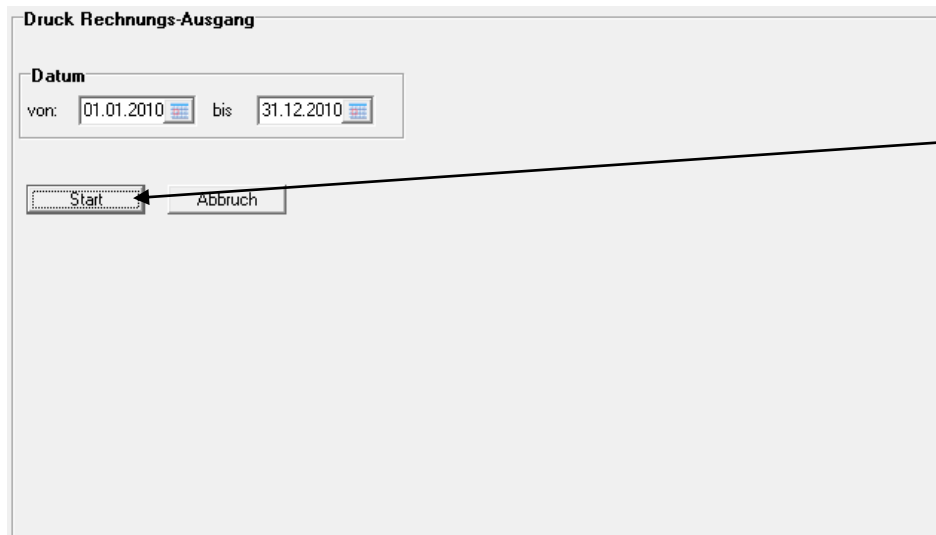 Druck Rechnungs-Ausgang
Datum
von: 01.01.2010 bis 31.12.2010
Start Abbruch